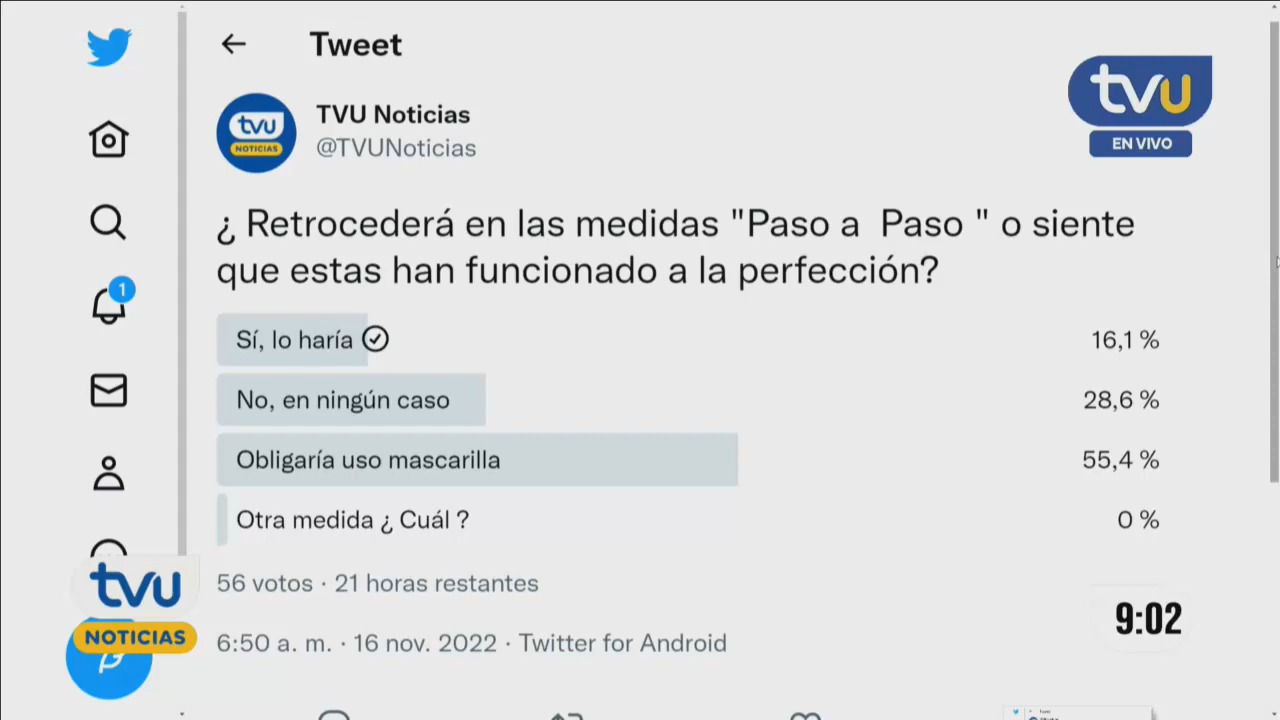 Tweet
tvu
EN VIVO
tvu
NOTICIAS
TVU Noticias
@TVUNoticias
¿ Retrocederá en las medidas "Paso a  Paso " o siente
que estas han funcionado a la perfección?
1
Sí, lo haría 16,1 %
No, en ningún caso 28,6 %
Obligaría uso mascarilla 55,4 %
Otra medida ¿ Cuál ? 0 %
56 votos · 21 horas restantes
tvu
NOTICIAS
9:02
6:50 a. m. · 16 nov. 2022 · Twitter for Android